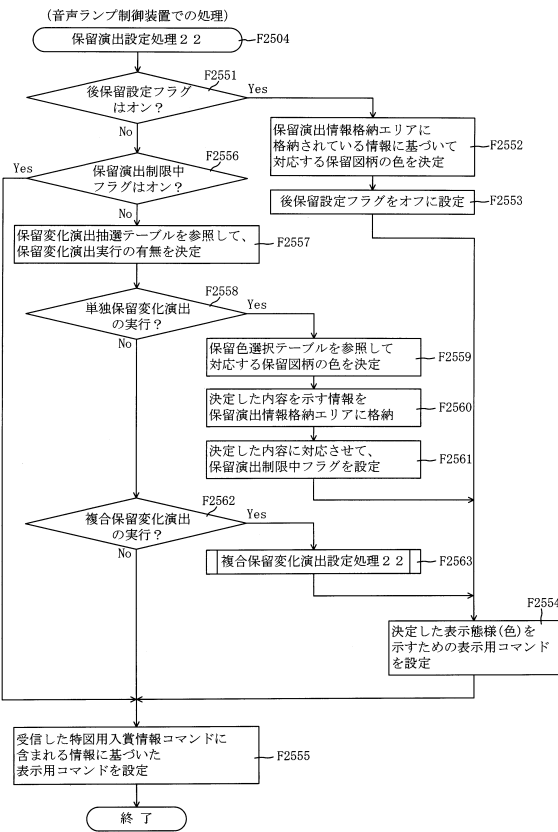 (音声ランプ制御装置での処理)
保留演出設定処理22
F2504
F2551
後保留設定フラグ
はオン?
Yes
No
保留演出情報格納エリアに
格納されている情報に基づいて
対応する保留図柄の色を決定
F2552
後保留設定フラグをオフに設定
F2553
F2556
Yes
保留演出制限中
フラグはオン?
No
保留変化演出抽選テーブルを参照して、
保留変化演出実行の有無を決定
F2557
F2558
単独保留変化演出
の実行?
Yes
No
保留色選択テーブルを参照して
対応する保留図柄の色を決定
F2559
決定した内容を示す情報を
保留演出情報格納エリアに格納
F2560
決定した内容に対応させて、
保留演出制限中フラグを設定
F2561
F2562
複合保留変化演出
の実行?
Yes
No
複合保留変化演出設定処理22
F2563
F2554
決定した表示態様(色)を
示すための表示用コマンド
を設定
受信した特図用入賞情報コマンドに
含まれる情報に基づいた
表示用コマンドを設定
F2555
終了